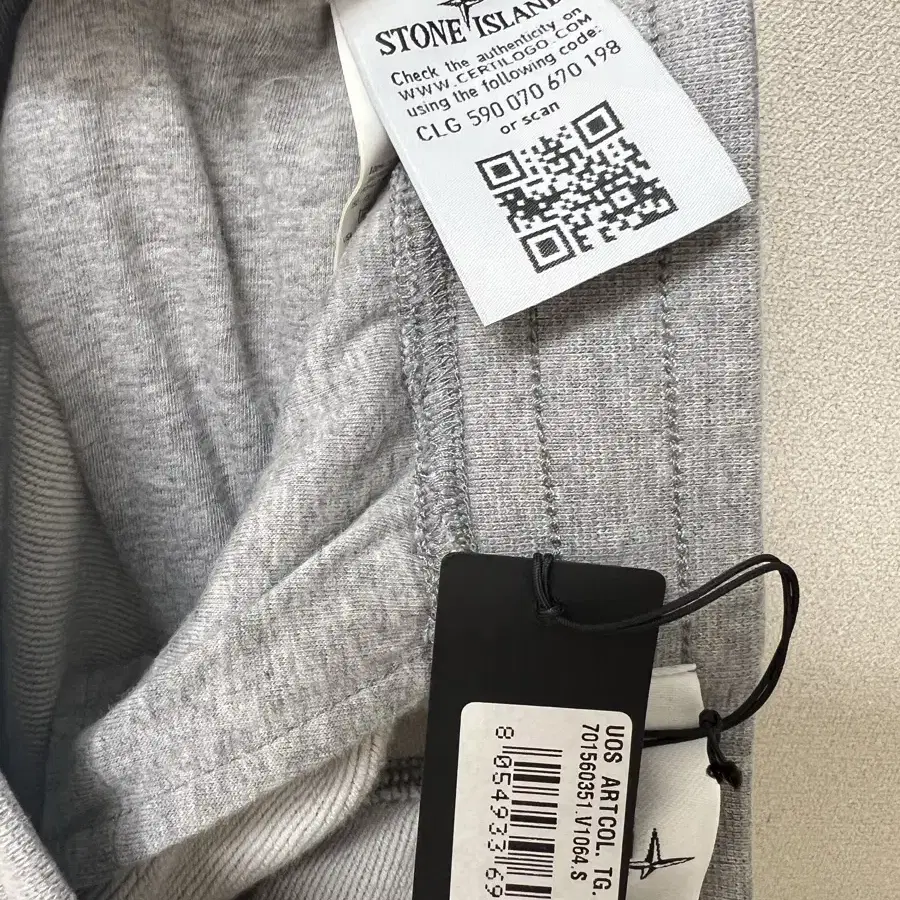 STONE ISLAND
Check the authenticity on
WWW.CERTILOGO.COM
using the following code:
CLG 590 070 670 198
or scan
UOS ARTCOL. TG.
701560351.V1064.S
8 054933 69